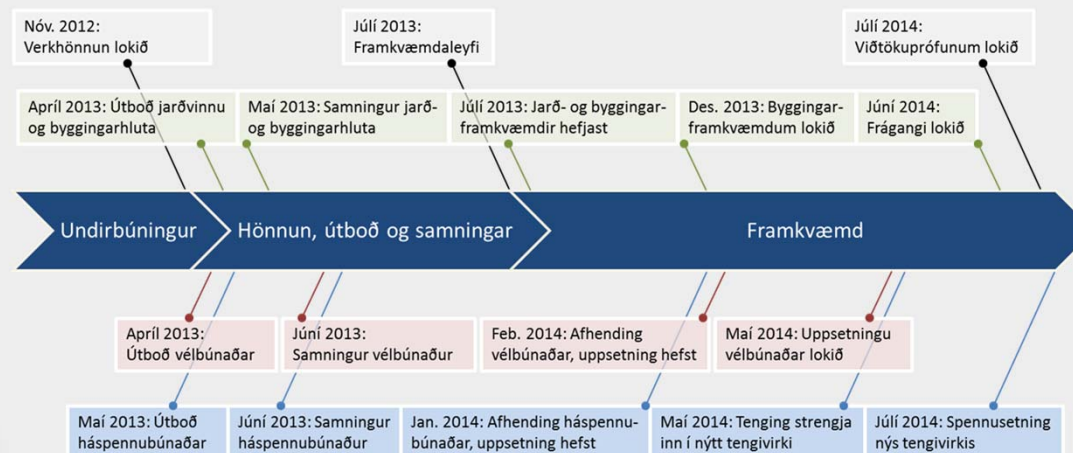 Nóv. 2012:
Verkhönnun lokið
Júlí 2013:
Framkvæmdaleyfi
Júlí 2014:
Viðtökuprófunum lokið
Apríl 2013: Útboð jarðvinnu
og byggingarhluta
Maí 2013: Samningur jarð-
og byggingarhluta
Júlí 2013: Jarð- og byggingar-
framkvæmdir hefjast
Des. 2013: Byggingar-
framkvæmdum lokið
Júní 2014:
Frágangi lokið
Undirbúningur
Hönnun, útboð og samningar
Framkvæmd
Apríl 2013:
Útboð vélbúnaðar
Júní 2013:
Samningur vélbúnaður
Feb. 2014: Afhending
vélbúnaðar, uppsetning hefst
Maí 2014: Uppsetningu
vélbúnaðar lokið
Maí 2013: Útboð
háspennubúnaðar
Júní 2013: Samningur
háspennubúnaður
Jan. 2014: Afhending háspennu-
búnaðar, uppsetning hefst
Maí 2014: Tenging strengja
inn í nýtt tengivirki
Júlí 2014: Spennusetning
nýs tengivirkis